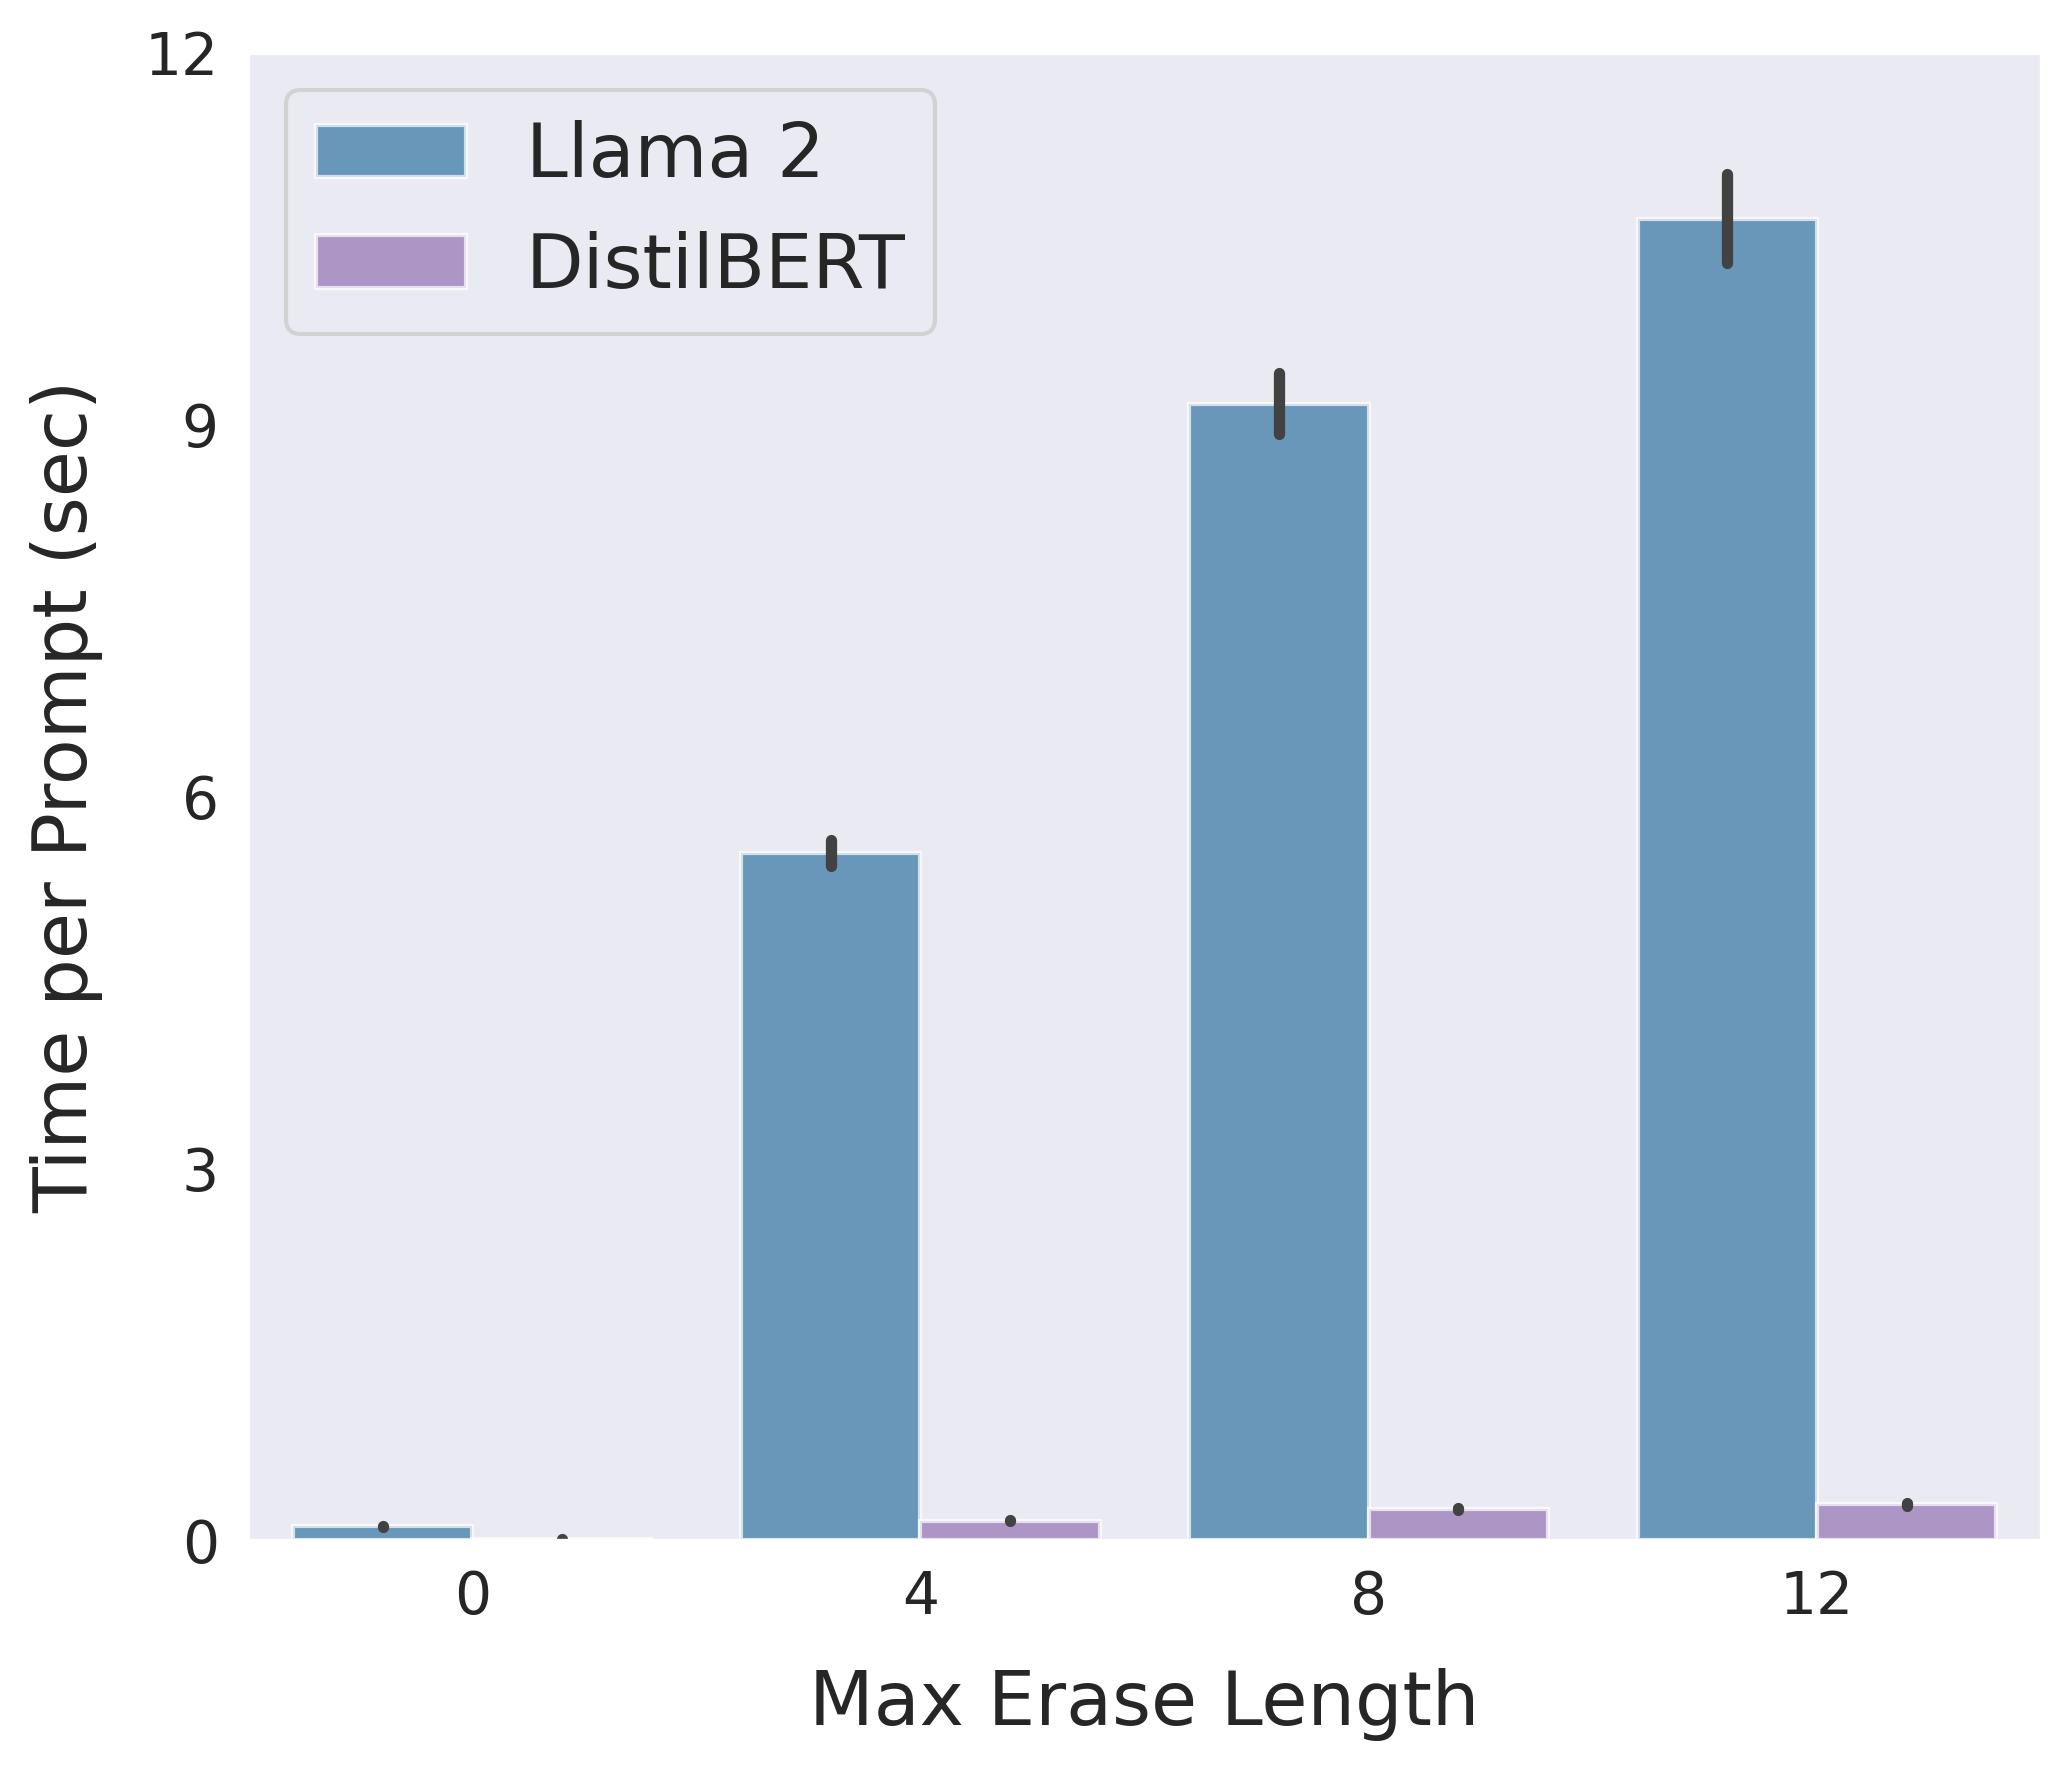 12
Llama 2
DistilBERT
9
6
3
0
Time per Prompt (sec)
0 4 8 12
Max Erase Length